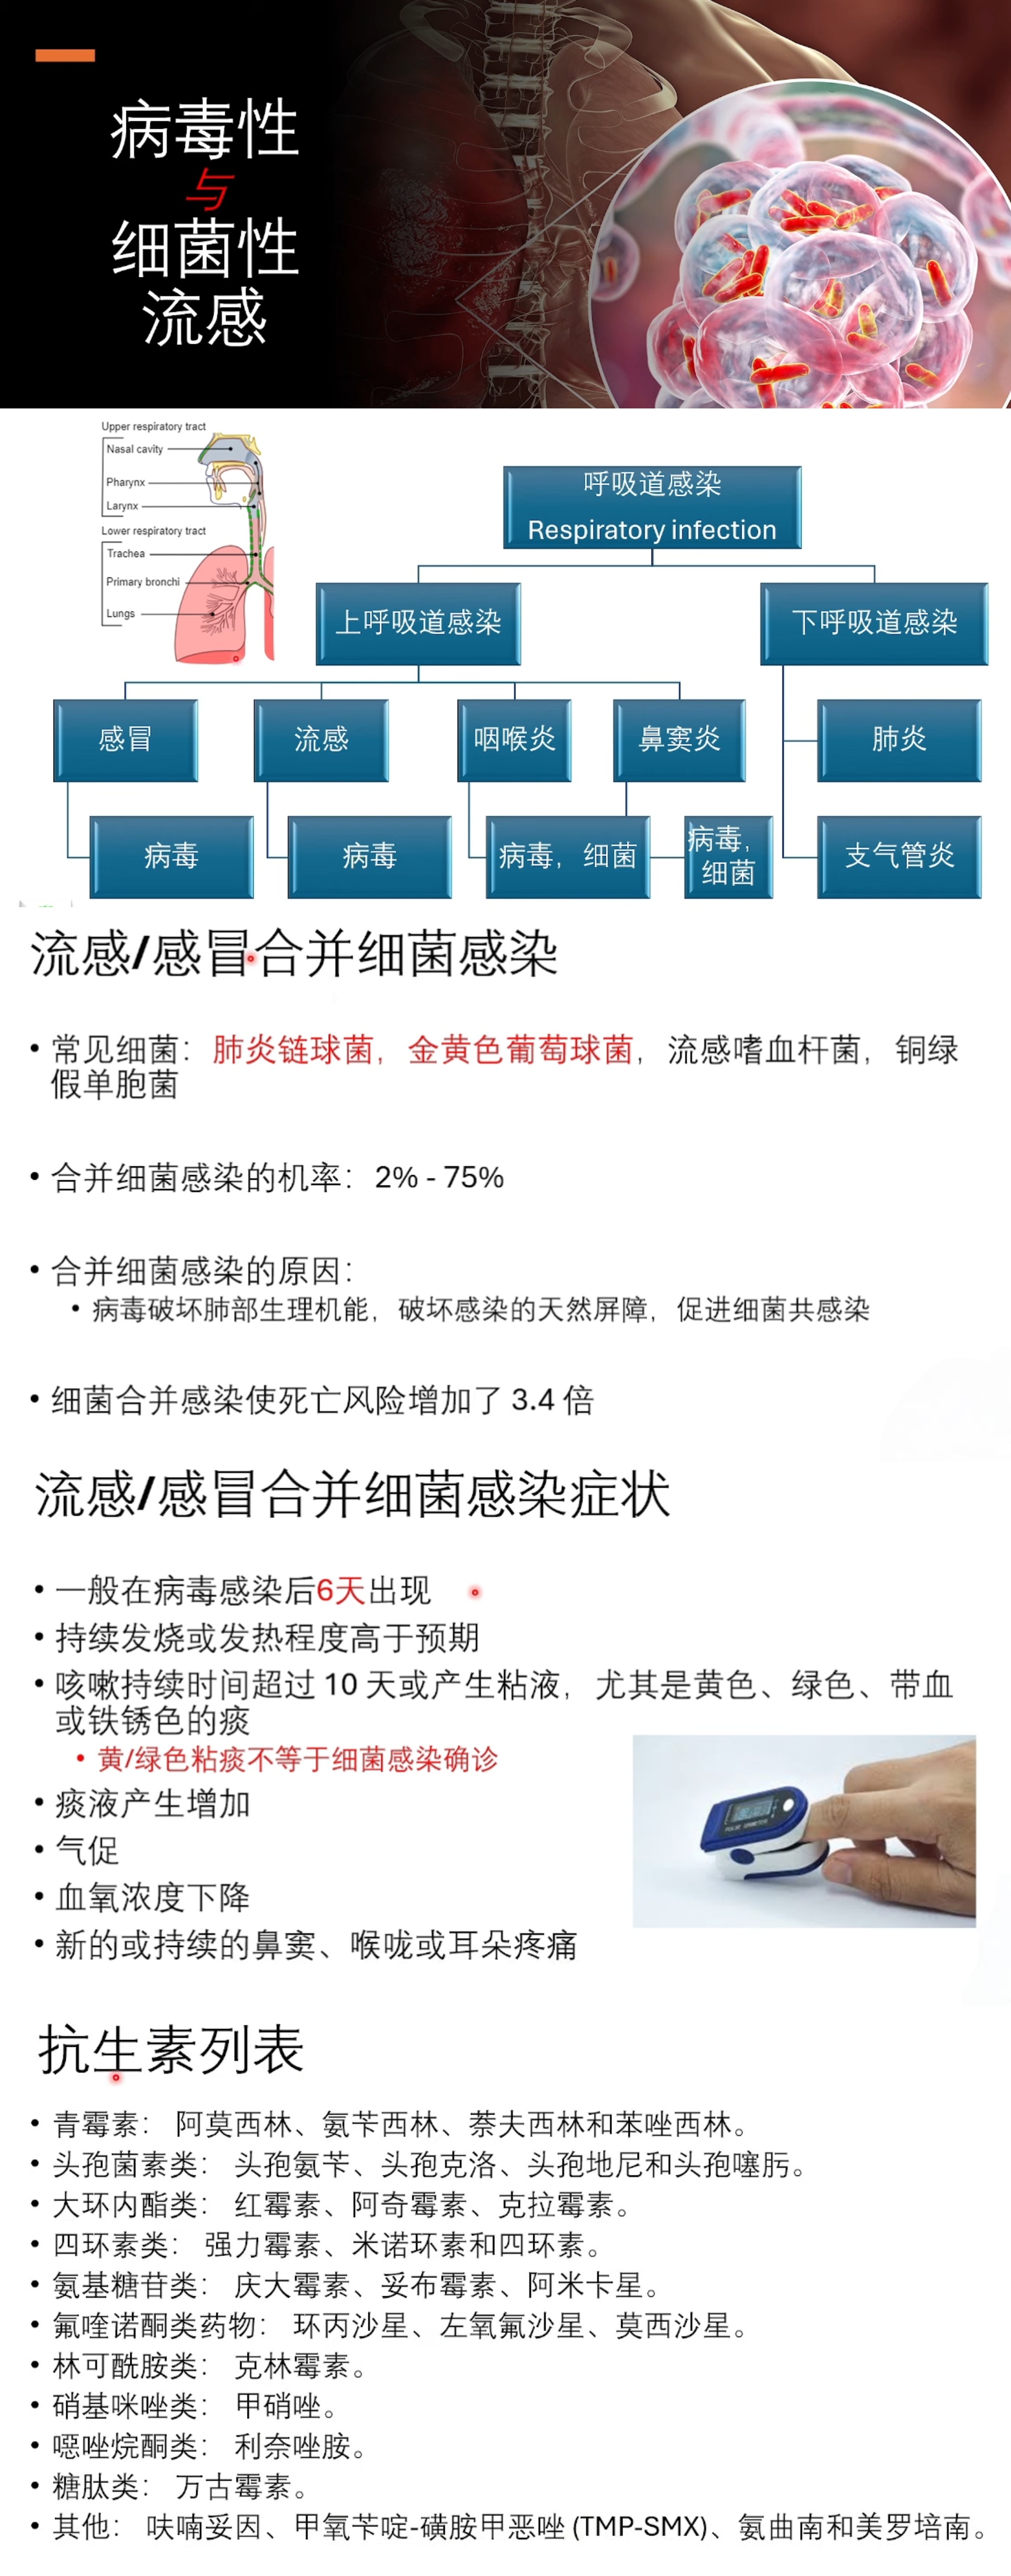 病毒性
与
细菌性
流感
Upper respiratory tract
Nasal cavity
Pharynx
Larynx
Lower respiratory tract
Trachea
Primary bronchi
Lungs
呼吸道感染
Respiratory infection
上呼吸道感染
下呼吸道感染
感冒
流感
咽喉炎
鼻窦炎
肺炎
病毒
病毒
病毒，细菌
病毒，
细菌
支气管炎
流感/感冒合并细菌感染
• 常见细菌：肺炎链球菌，金黄色葡萄球菌，流感嗜血杆菌，铜绿
假单胞菌
• 合并细菌感染的机率：2% - 75%
• 合并细菌感染的原因：
• 病毒破坏肺部生理机能，破坏感染的天然屏障，促进细菌共感染
• 细菌合并感染使死亡风险增加了 3.4 倍
流感/感冒合并细菌感染症状
• 一般在病毒感染后6天出现
• 持续发烧或发热程度高于预期
• 咳嗽持续时间超过 10 天或产生粘液，尤其是黄色、绿色、带血
或铁锈色的痰
• 黄/绿色粘痰不等于细菌感染确诊
• 痰液产生增加
• 气促
• 血氧浓度下降
• 新的或持续的鼻窦、喉咙或耳朵疼痛
抗生素列表
• 青霉素： 阿莫西林、氨苄西林、萘夫西林和苯唑西林。
• 头孢菌素类： 头孢氨苄、头孢克洛、头孢地尼和头孢噻肟。
• 大环内酯类： 红霉素、阿奇霉素、克拉霉素。
• 四环素类： 强力霉素、米诺环素和四环素。
• 氨基糖苷类： 庆大霉素、妥布霉素、阿米卡星。
• 氟喹诺酮类药物： 环丙沙星、左氧氟沙星、莫西沙星。
• 林可酰胺类： 克林霉素。
• 硝基咪唑类： 甲硝唑。
• 噁唑烷酮类： 利奈唑胺。
• 糖肽类： 万古霉素。
• 其他： 呋喃妥因、甲氧苄啶-磺胺甲恶唑 (TMP-SMX)、氨曲南和美罗培南。